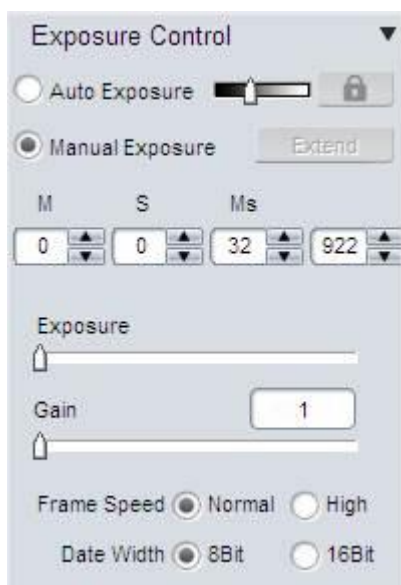 Exposure Control
Auto Exposure
Manual Exposure Extend
M S Ms
0 0 32 922
Exposure
Gain 1
Frame Speed Normal High
Date Width 8Bit 16Bit